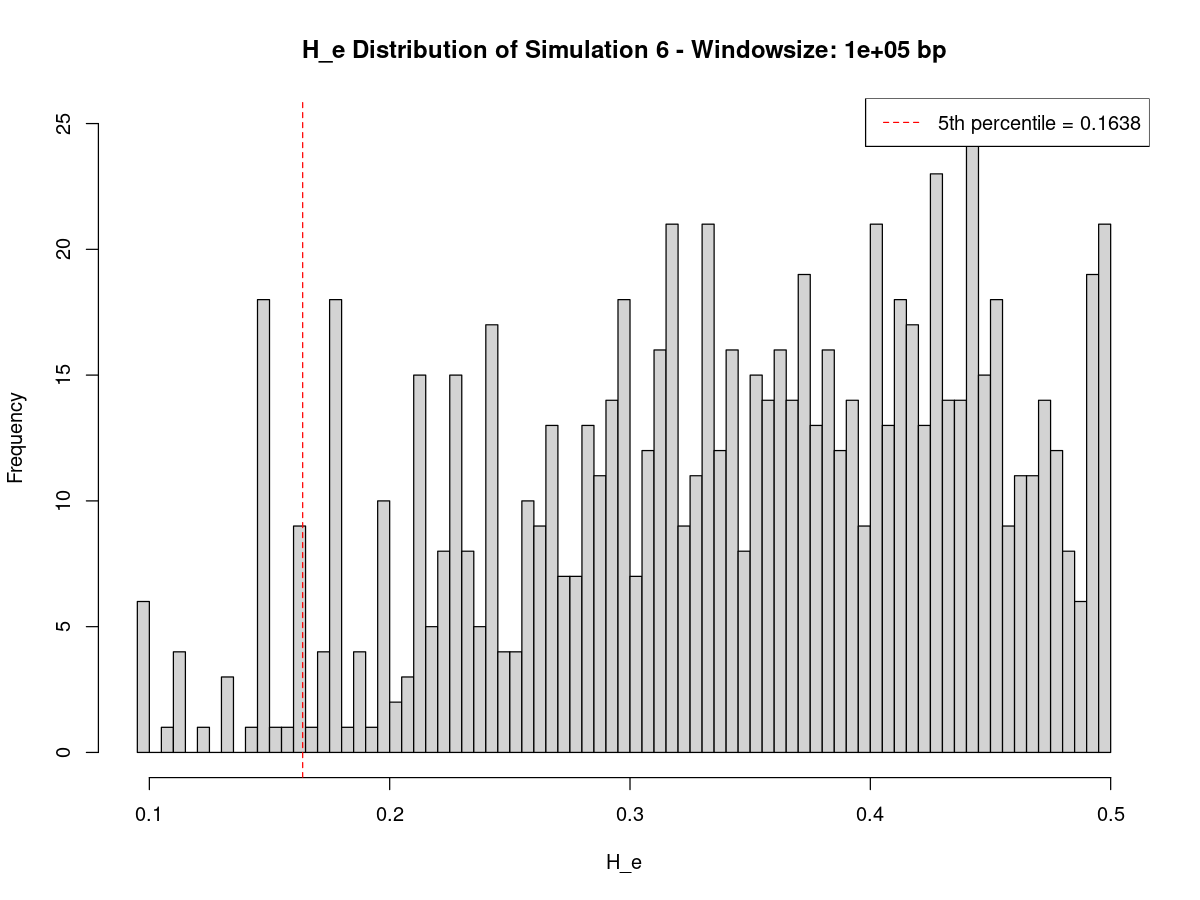 H_e Distribution of Simulation 6 - Windowsize: 1e+05 bp
5th percentile = 0.1638
Frequency
25
20
15
10
5
0
0.1 0.2 0.3 0.4 0.5
H_e